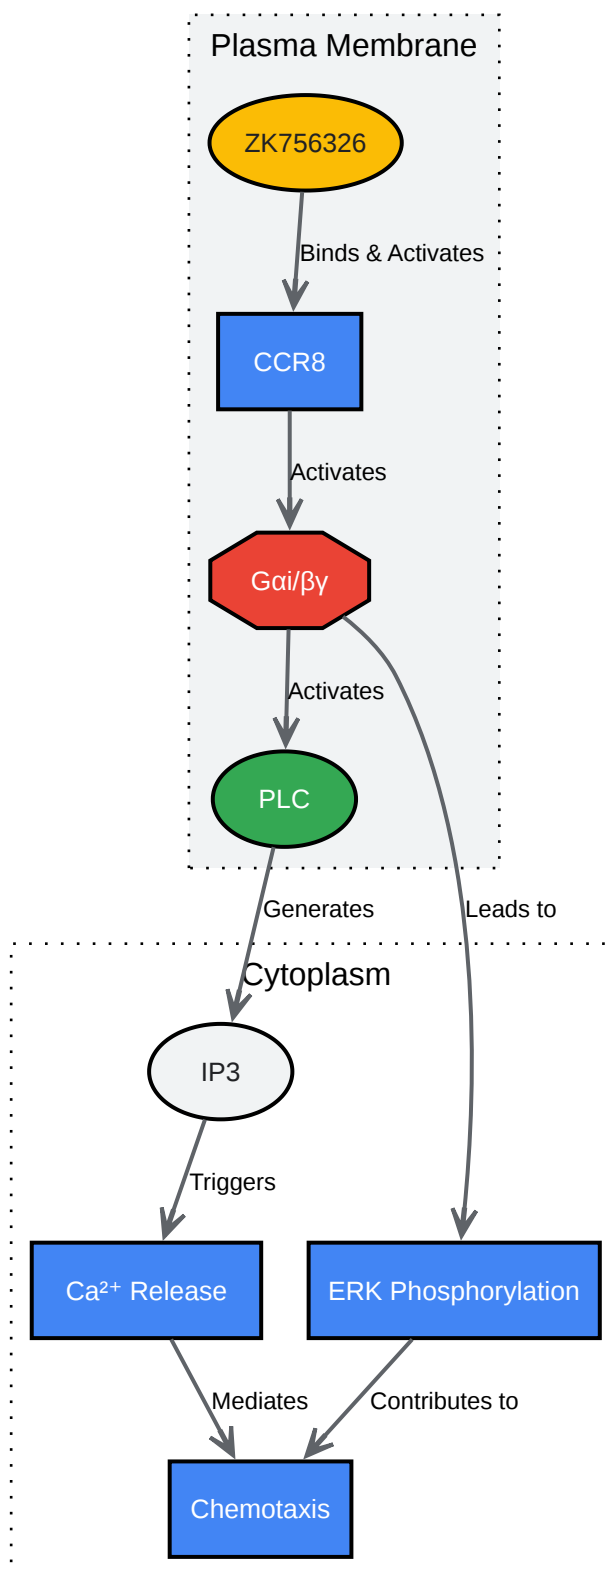 Plasma Membrane
ZK756326
Binds & Activates
CCR8
Activates
Gαi/βγ
Activates
PLC
Generates
Leads to
Cytoplasm
IP3
Triggers
Ca²⁺ Release
ERK Phosphorylation
Mediates
Contributes to
Chemotaxis